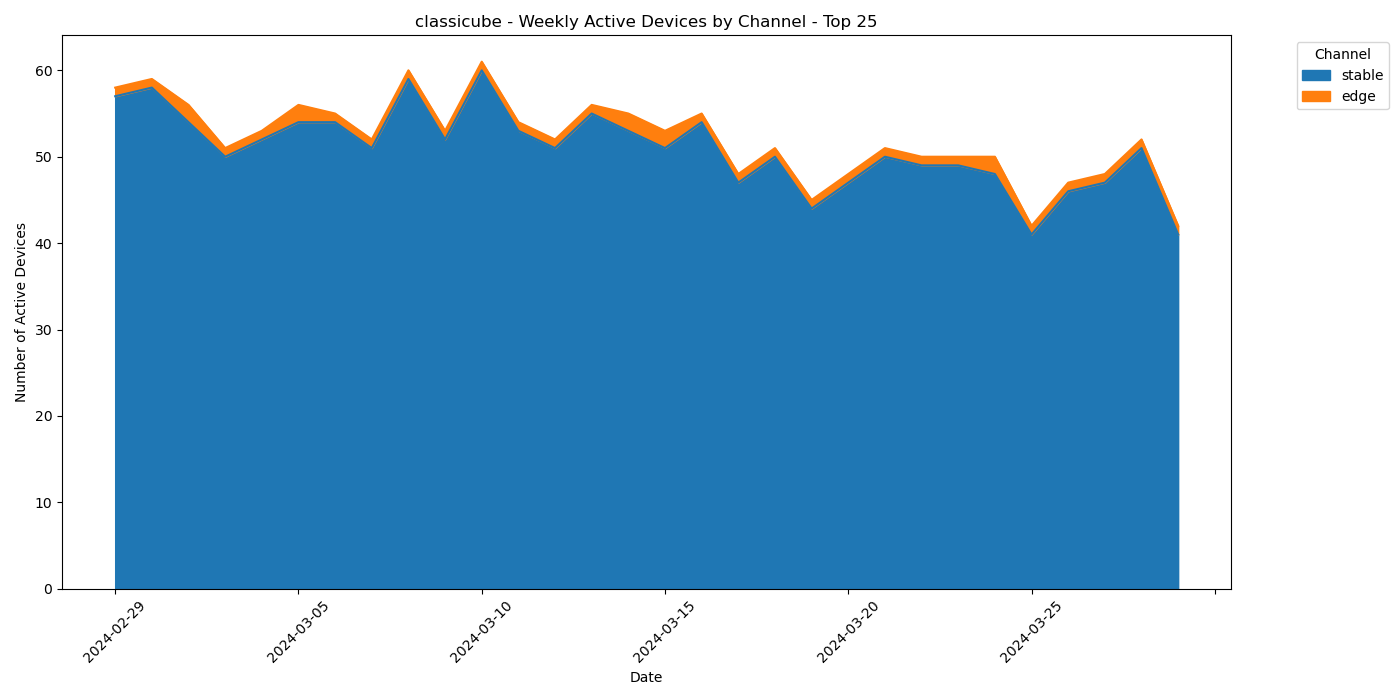 classicube - Weekly Active Devices by Channel - Top 25
Channel
stable
edge
Number of Active Devices
60
50
40
30
20
10
0
2024-02-29
2024-03-05
2024-03-10
2024-03-15
2024-03-20
2024-03-25
Date